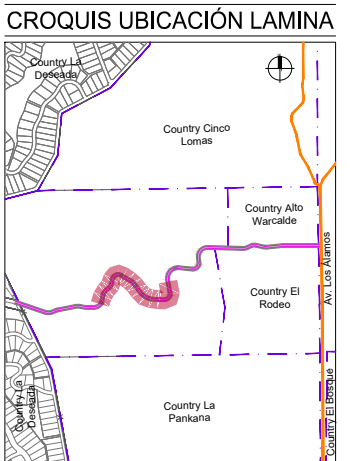 CROQUIS UBICACIÓN LAMINA
Country La
Deseada
Country Cinco
Lomas
Country Alto
Warcalde
Av. Los Alamos
Country El
Rodeo
Country La
Deseada
Country La
Pankana
Country El Bosque